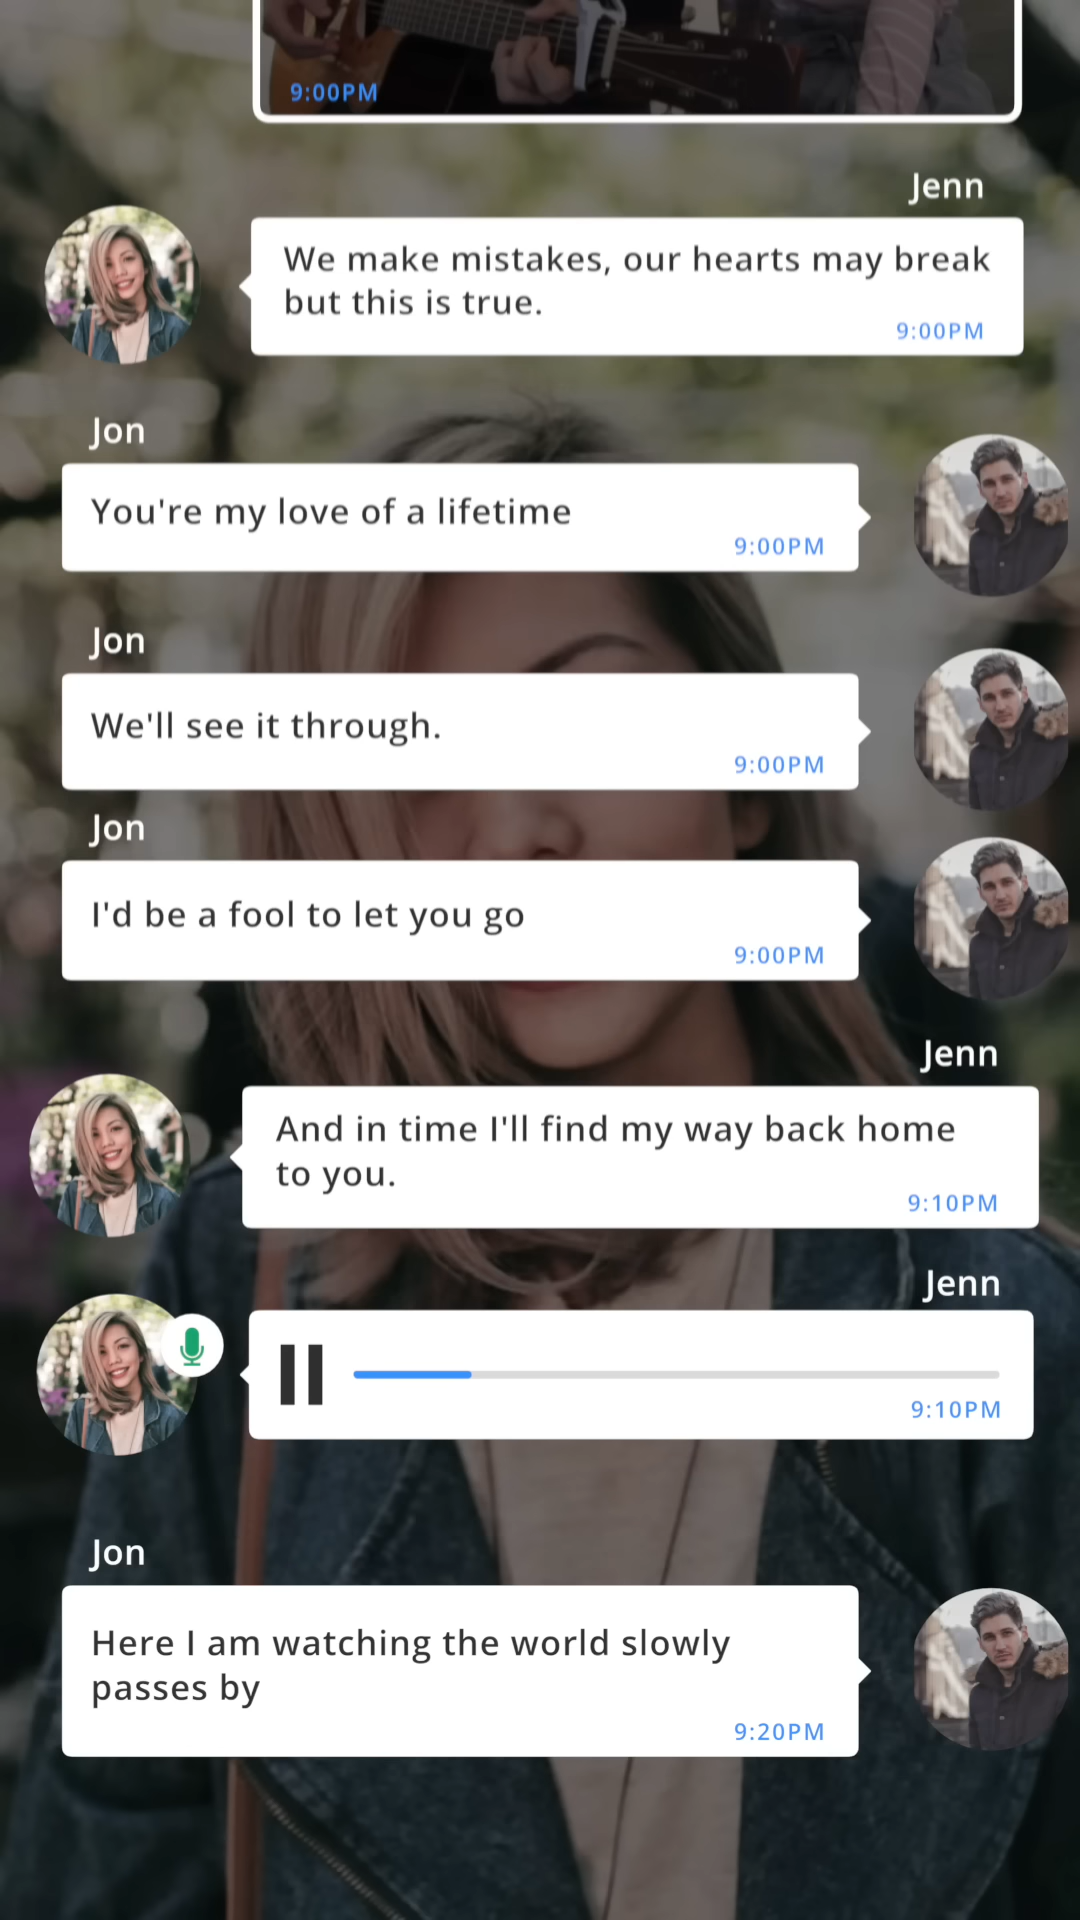 9:00PM
Jenn
We make mistakes, our hearts may break
but this is true.
9:00PM
Jon
You're my love of a lifetime
9:00PM
Jon
We'll see it through.
9:00PM
Jon
I'd be a fool to let you go
9:00PM
Jenn
And in time I'll find my way back home
to you.
9:10PM
Jenn
9:10PM
Jon
Here I am watching the world slowly
passes by
9:20PM